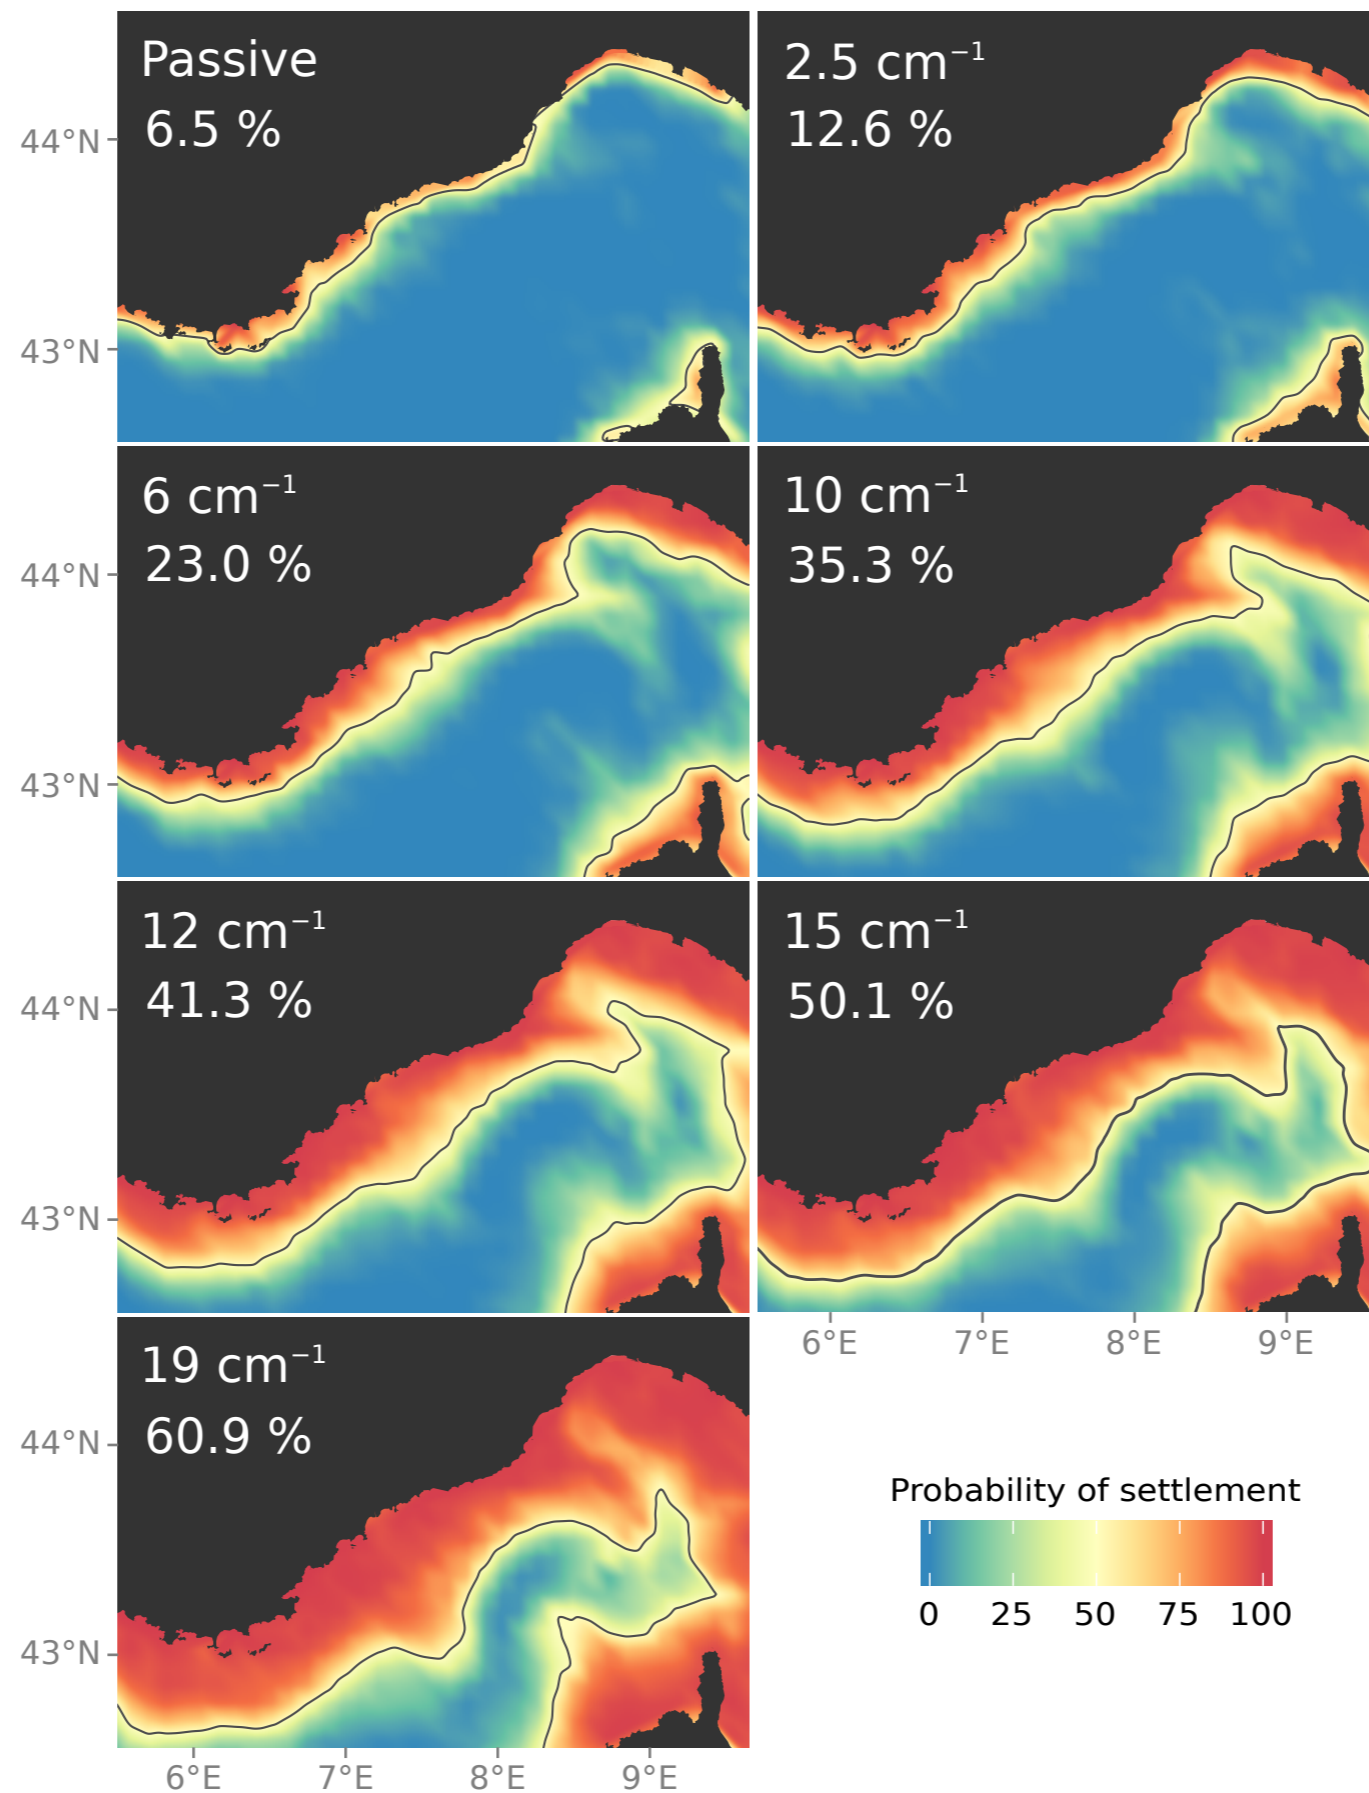 Passive
6.5 %
2.5 cm⁻¹
12.6 %
44°N
43°N
6 cm⁻¹
23.0 %
10 cm⁻¹
35.3 %
44°N
43°N
12 cm⁻¹
41.3 %
15 cm⁻¹
50.1 %
44°N
43°N
6°E 7°E 8°E 9°E
19 cm⁻¹
60.9 %
44°N
43°N
6°E 7°E 8°E 9°E
Probability of settlement
0 25 50 75 100